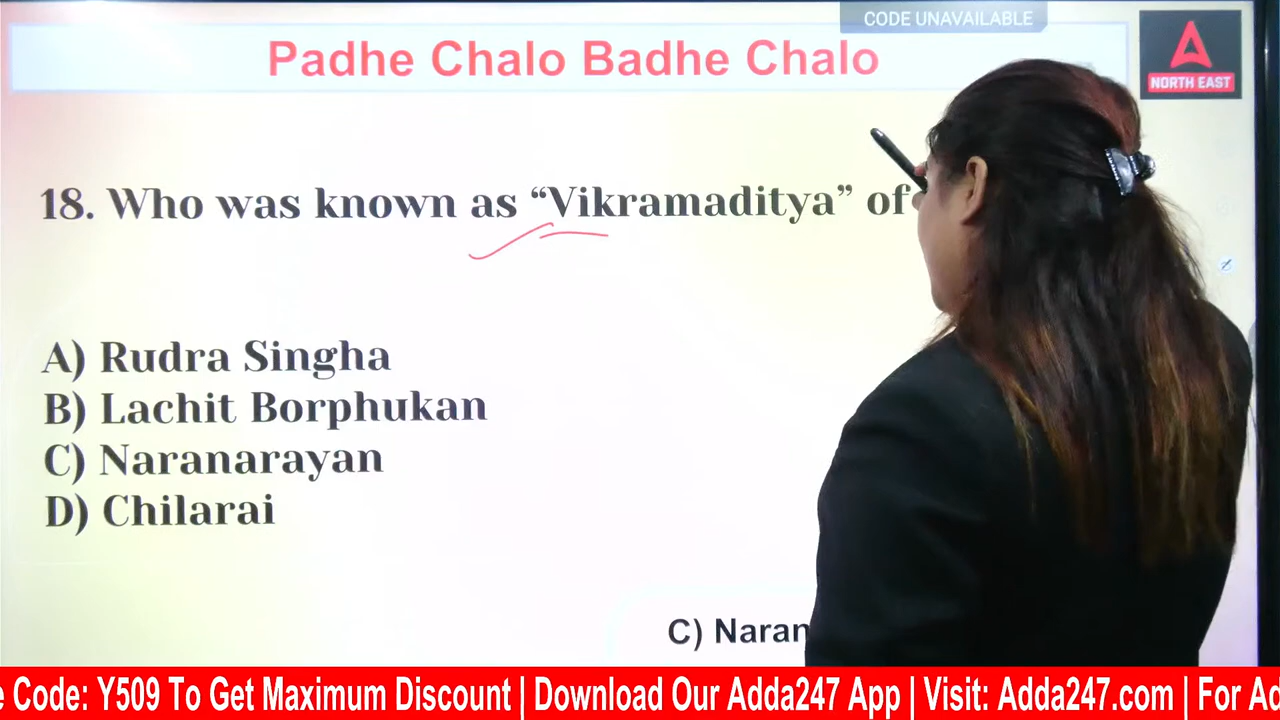 CODE UNAVAILABLE
Padhe Chalo Badhe Chalo
NORTH EAST
18. Who was known as “Vikramaditya” of
A) Rudra Singha
B) Lachit Borphukan
C) Naranarayan
D) Chilarai
C) Naran
Code: Y509 To Get Maximum Discount | Download Our Adda247 App | Visit: Adda247.com | For